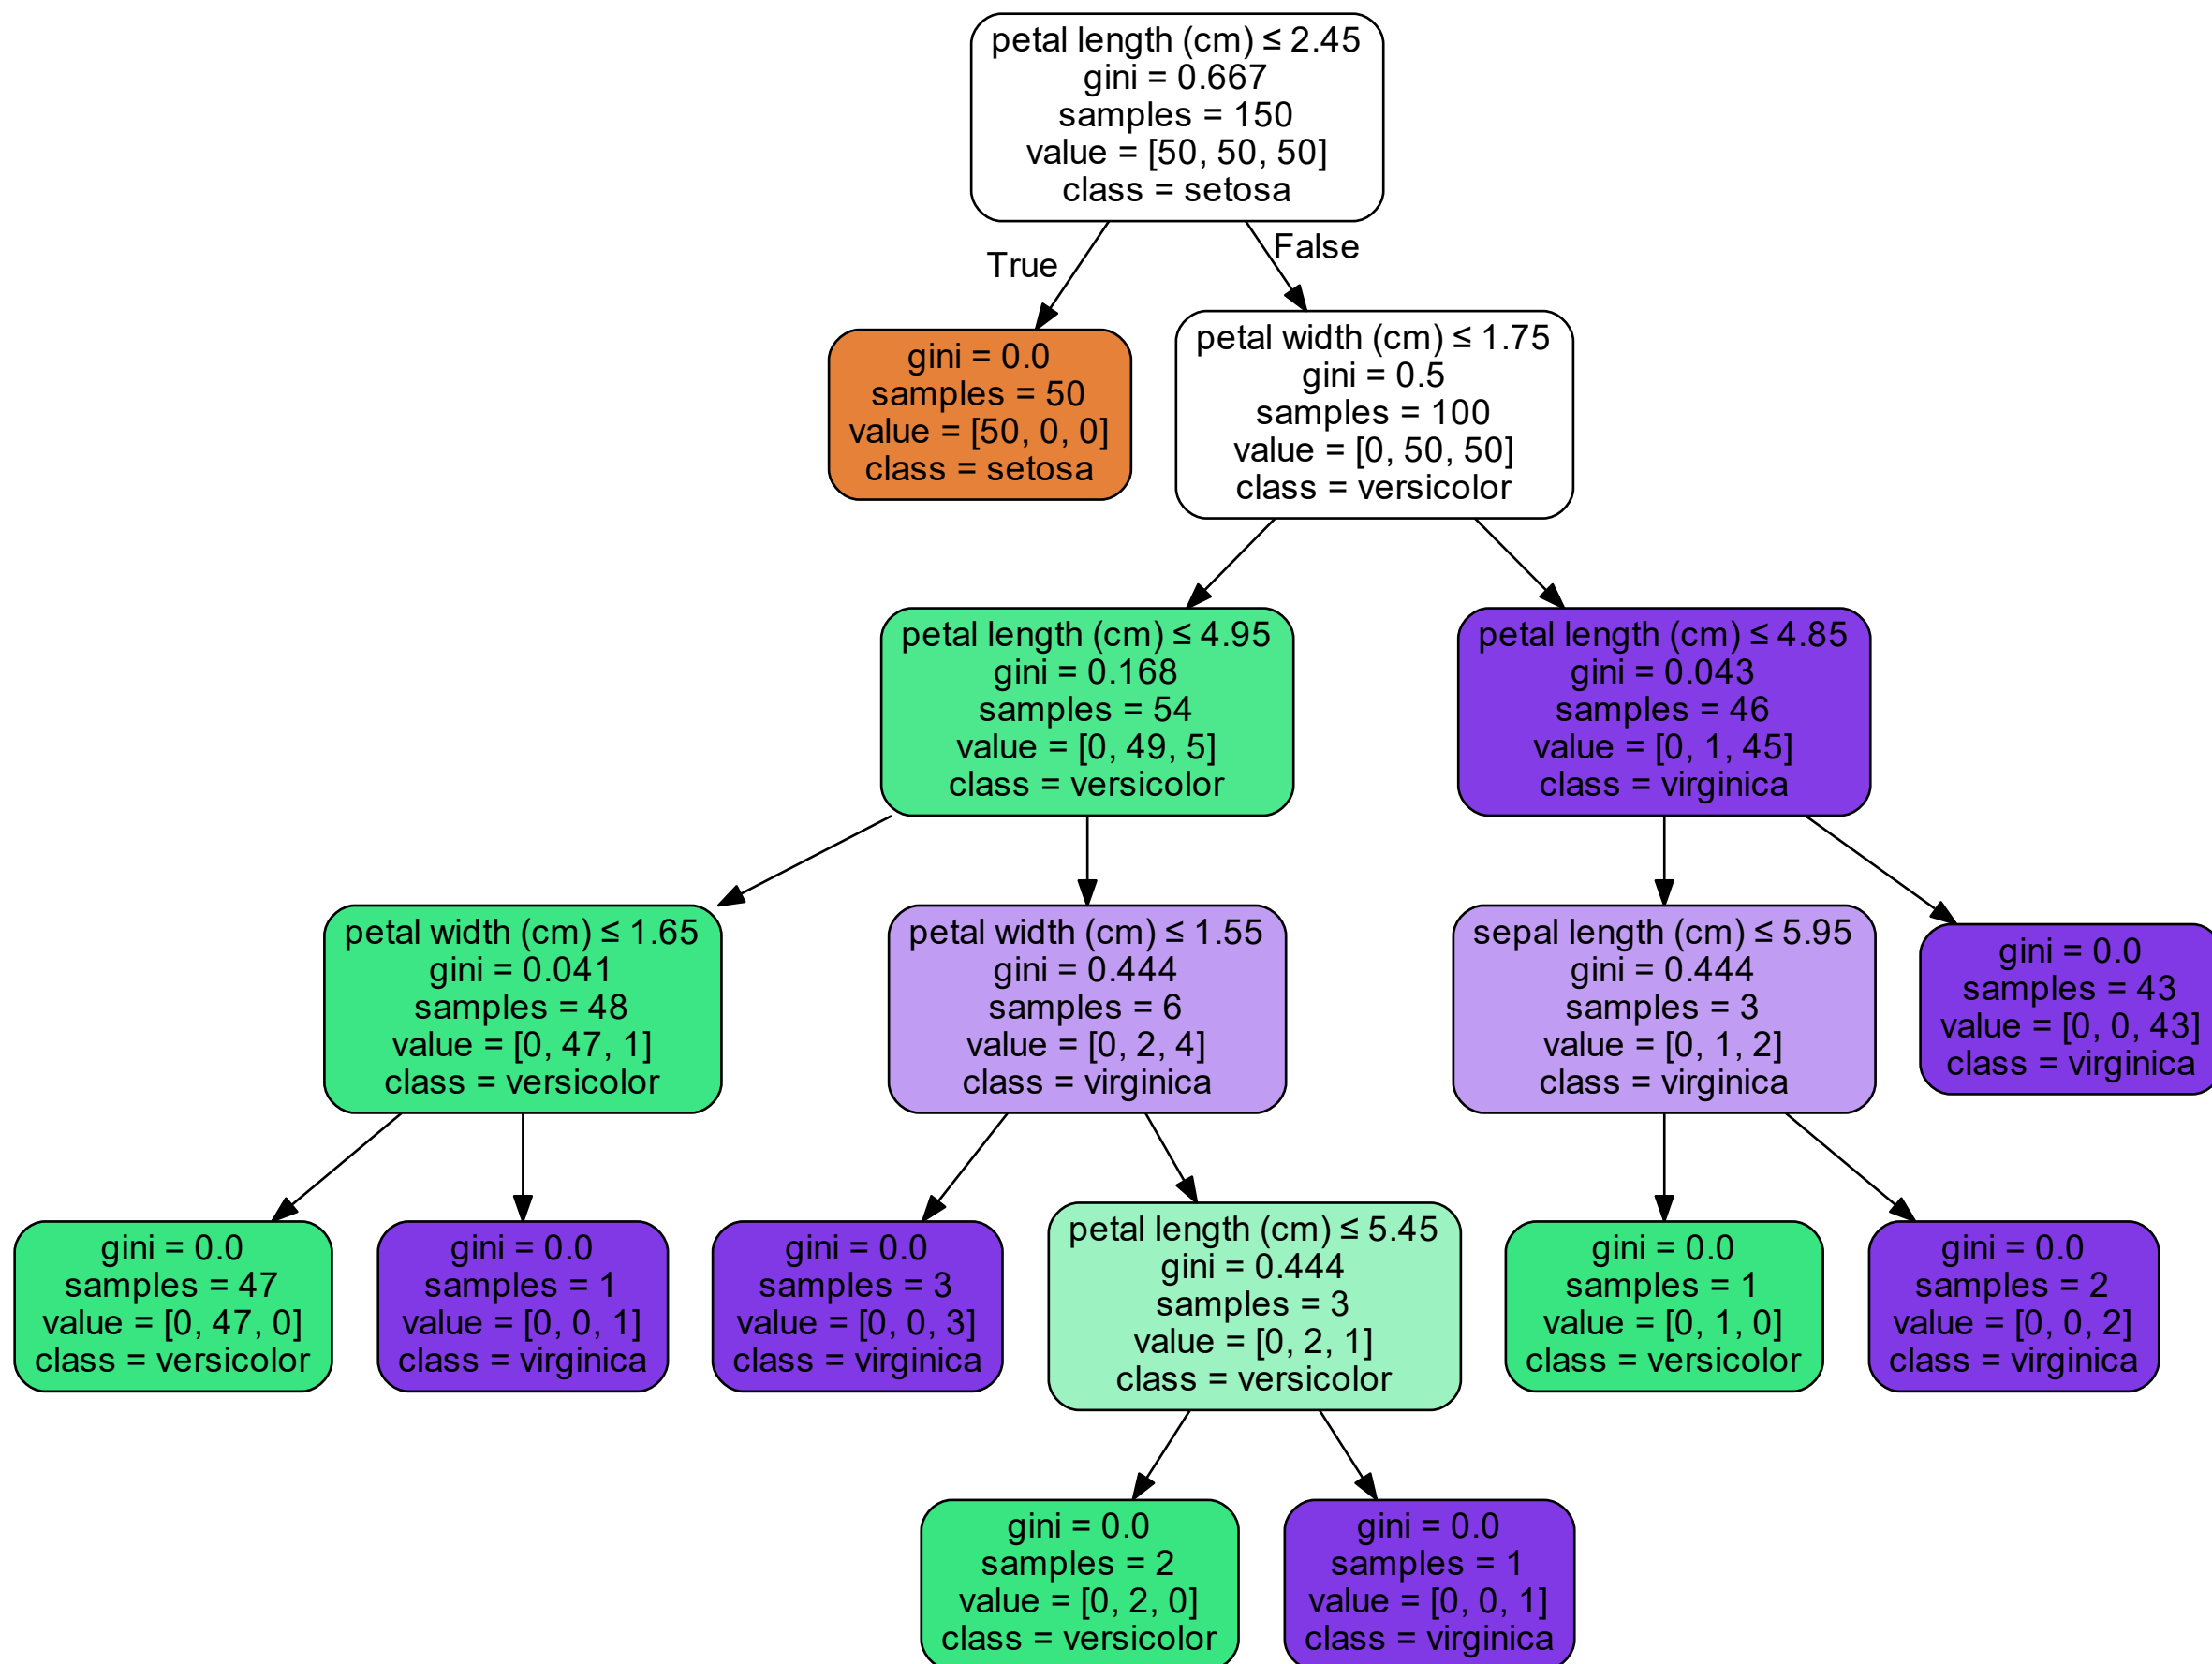 petal length (cm) ≤ 2.45
gini = 0.667
samples = 150
value = [50, 50, 50]
class = setosa
True
False
gini = 0.0
samples = 50
value = [50, 0, 0]
class = setosa
petal width (cm) ≤ 1.75
gini = 0.5
samples = 100
value = [0, 50, 50]
class = versicolor
petal length (cm) ≤ 4.95
gini = 0.168
samples = 54
value = [0, 49, 5]
class = versicolor
petal length (cm) ≤ 4.85
gini = 0.043
samples = 46
value = [0, 1, 45]
class = virginica
petal width (cm) ≤ 1.65
gini = 0.041
samples = 48
value = [0, 47, 1]
class = versicolor
petal width (cm) ≤ 1.55
gini = 0.444
samples = 6
value = [0, 2, 4]
class = virginica
sepal length (cm) ≤ 5.95
gini = 0.444
samples = 3
value = [0, 1, 2]
class = virginica
gini = 0.0
samples = 43
value = [0, 0, 43]
class = virginica
gini = 0.0
samples = 47
value = [0, 47, 0]
class = versicolor
gini = 0.0
samples = 1
value = [0, 0, 1]
class = virginica
gini = 0.0
samples = 3
value = [0, 0, 3]
class = virginica
petal length (cm) ≤ 5.45
gini = 0.444
samples = 3
value = [0, 2, 1]
class = versicolor
gini = 0.0
samples = 1
value = [0, 1, 0]
class = versicolor
gini = 0.0
samples = 2
value = [0, 0, 2]
class = virginica
gini = 0.0
samples = 2
value = [0, 2, 0]
class = versicolor
gini = 0.0
samples = 1
value = [0, 0, 1]
class = virginica